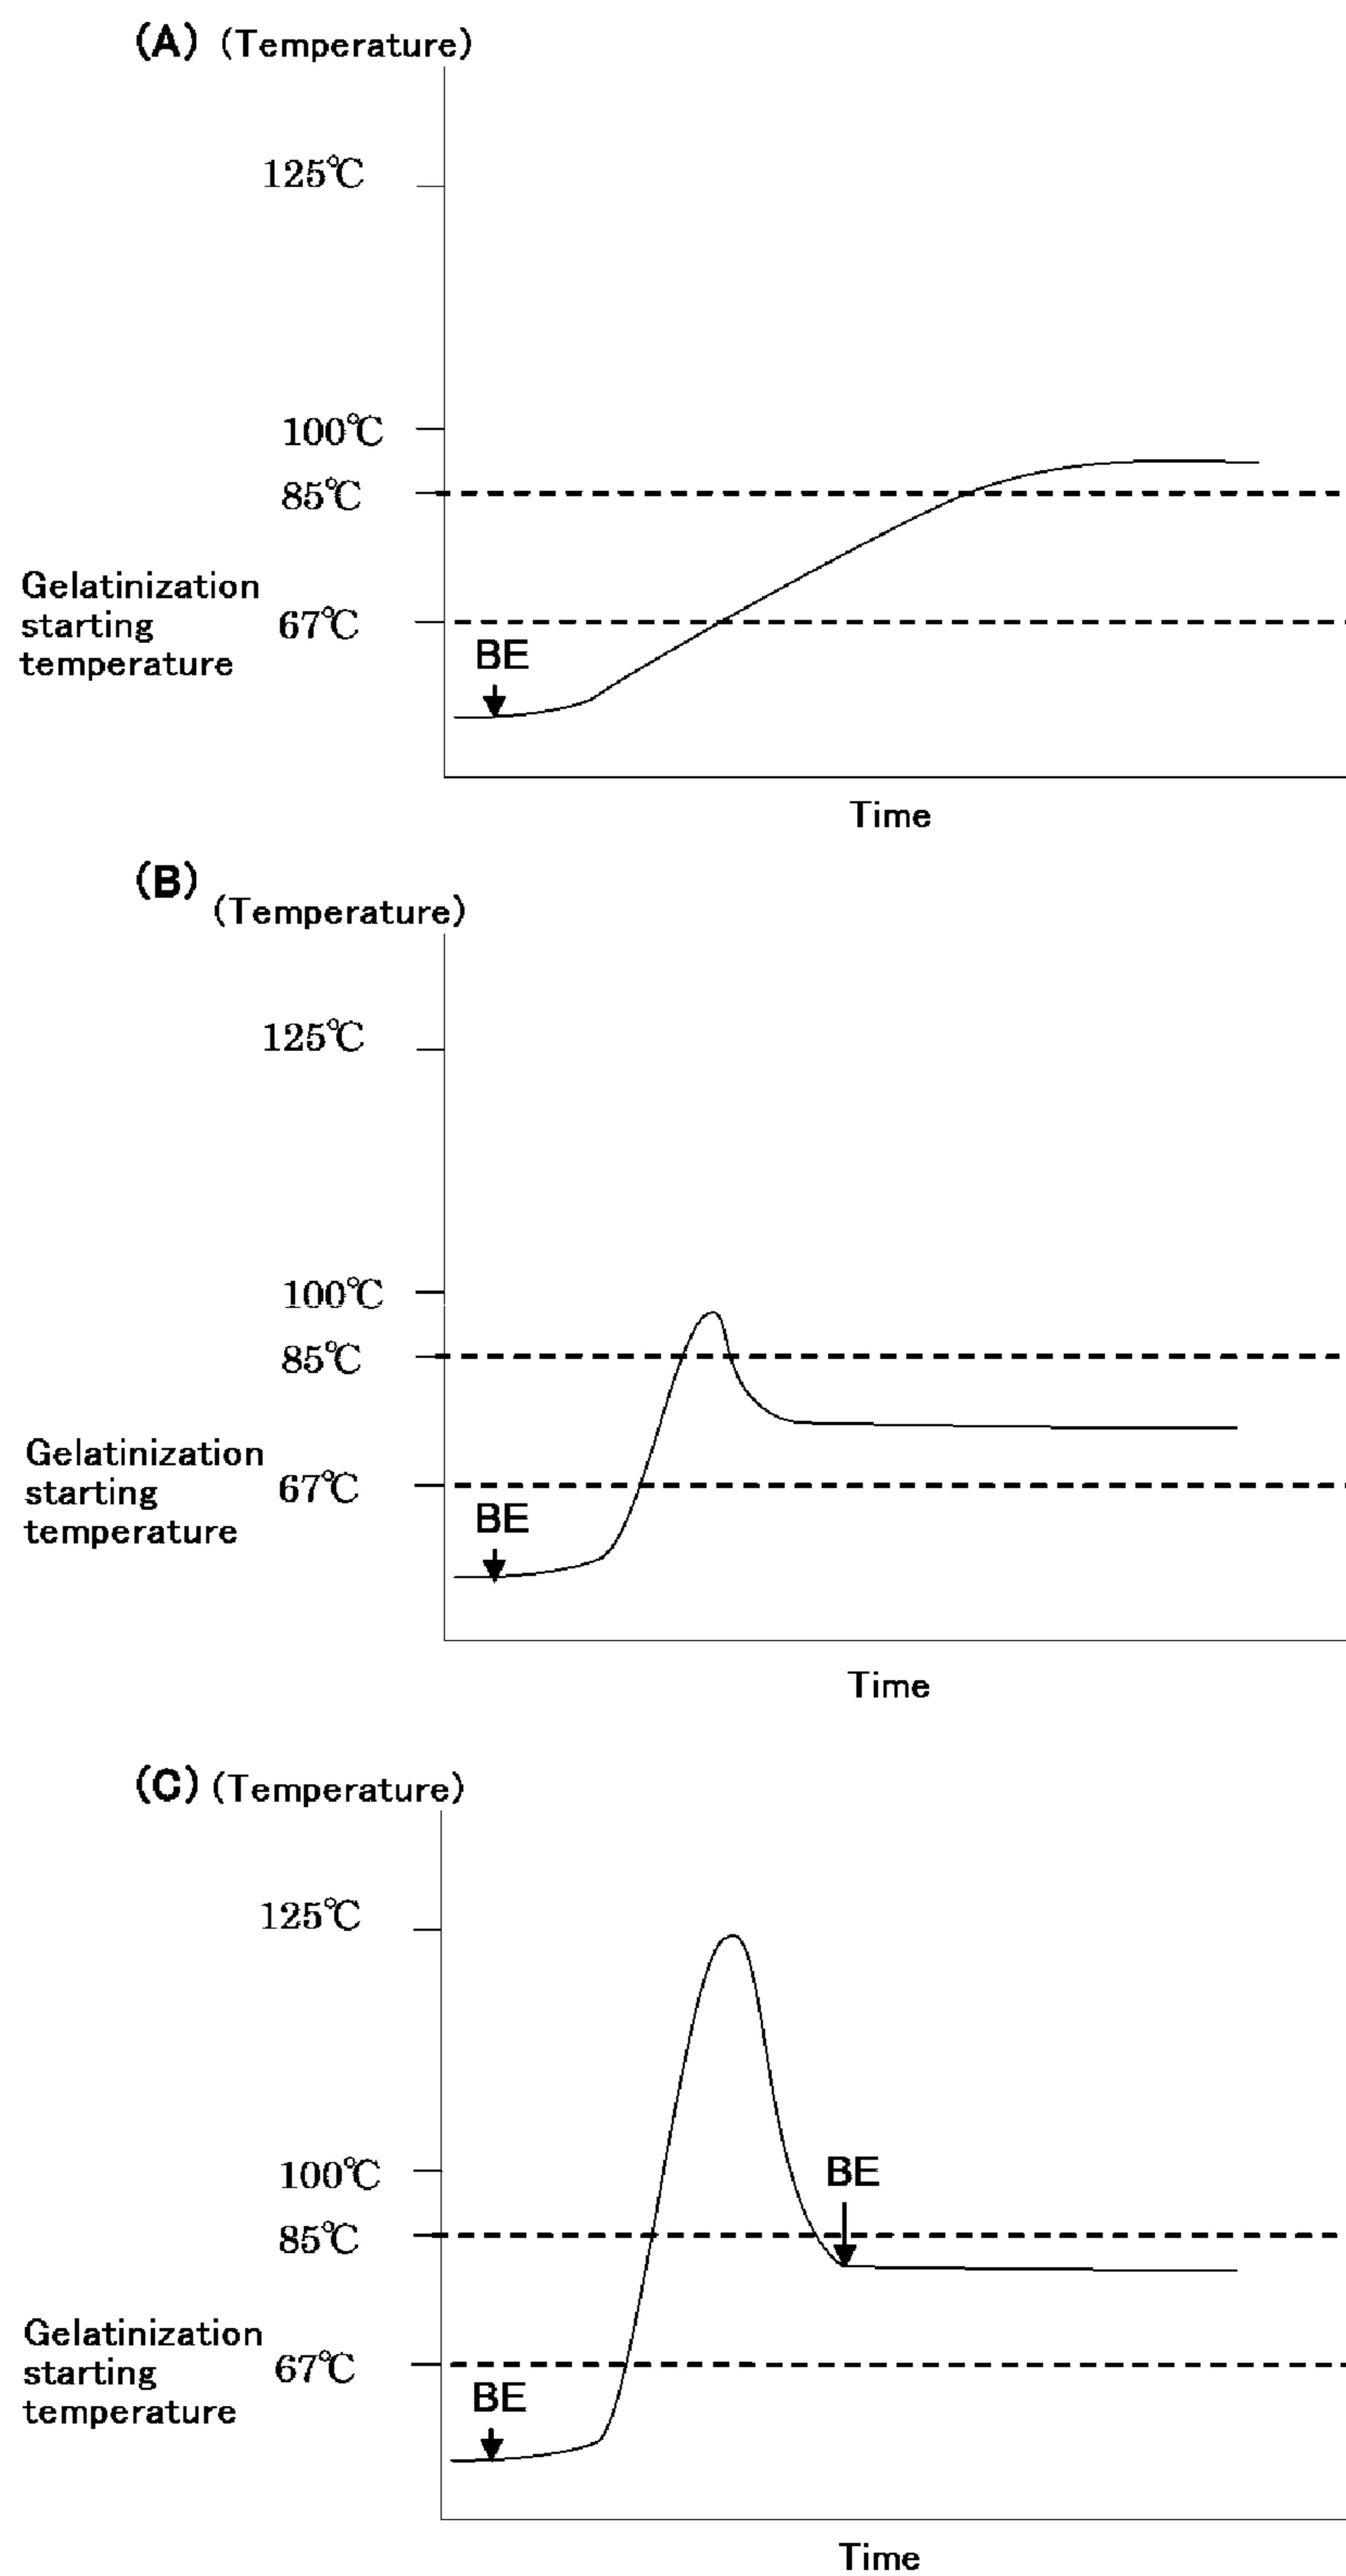 (A) (Temperature)
125℃
100℃
85℃
Gelatinization
starting
temperature
67℃
BE
Time
(B)
(Temperature)
125℃
100℃
85℃
Gelatinization
starting
temperature
67℃
BE
Time
(C) (Temperature)
125℃
100℃
BE
85℃
Gelatinization
starting
temperature
67℃
BE
Time